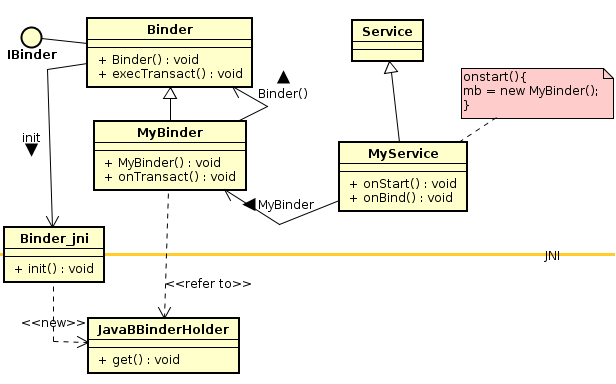 Binder
+ Binder() : void
+ execTransact() : void
IBinder
Service
Binder()
onstart(){
mb = new MyBinder();
}
init
MyBinder
+ MyBinder() : void
+ onTransact() : void
MyService
+ onStart() : void
+ onBind() : void
MyBinder
Binder_jni
+ init() : void
JNI
<<refer to>>
<<new>>
JavaBBinderHolder
+ get() : void